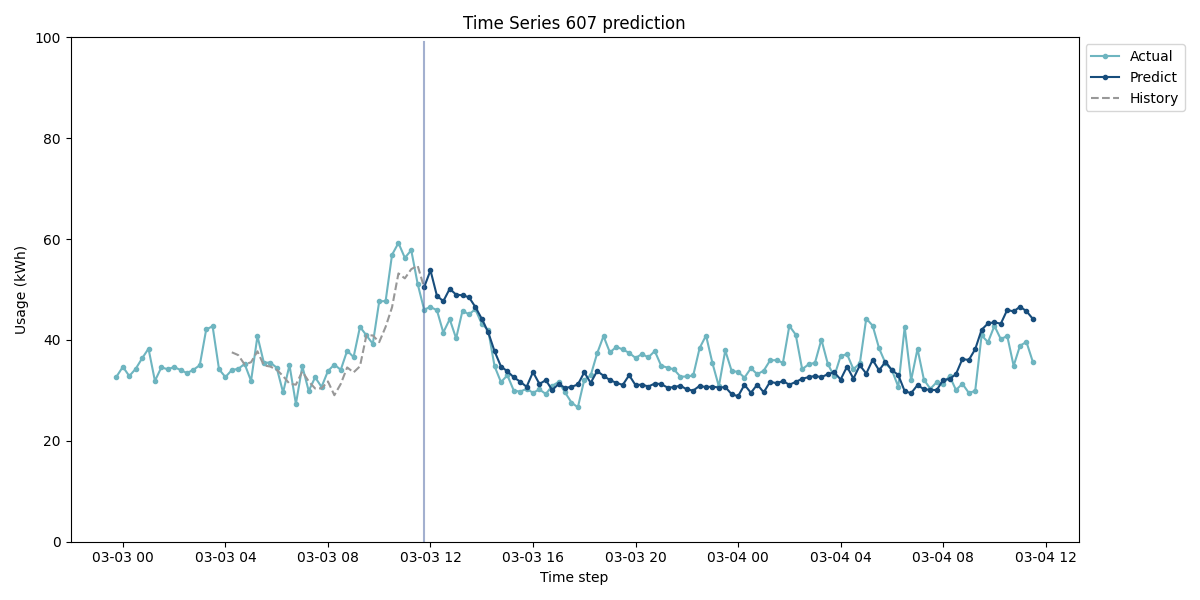 Time Series 607 prediction
100
80
60
40
20
0
Usage (kWh)
03-03 00 03-03 04 03-03 08 03-03 12 03-03 16 03-03 20 03-04 00 03-04 04 03-04 08 03-04 12
Time step
Actual
Predict
History